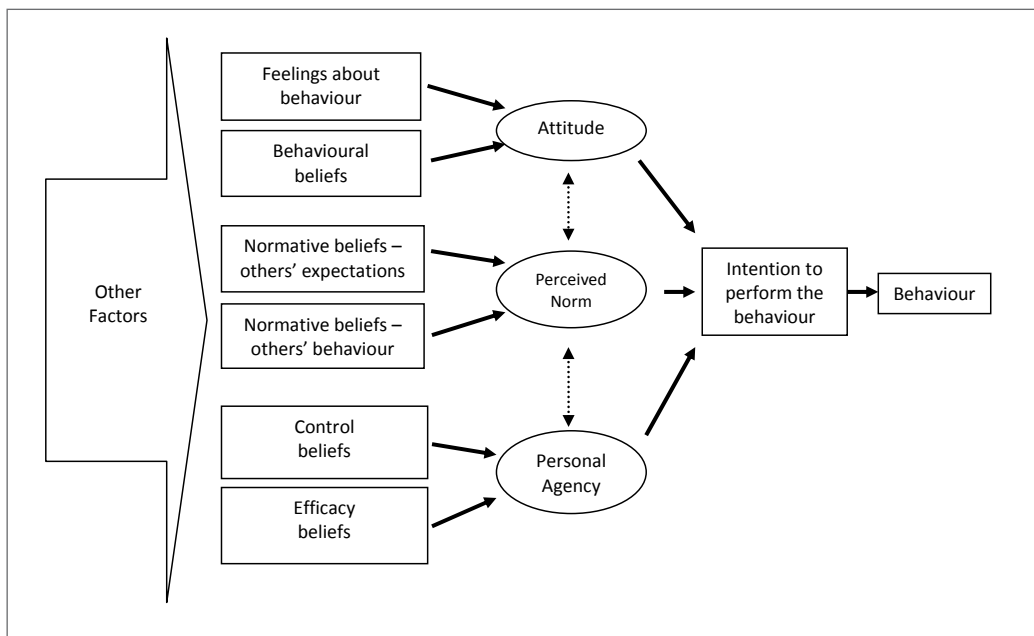 Other
Factors
Feelings about
behaviour
Behavioural
beliefs
Normative beliefs –
others’ expectations
Normative beliefs –
others’ behaviour
Control
beliefs
Efficacy
beliefs
Attitude
Perceived
Norm
Personal
Agency
Intention to
perform the
behaviour
Behaviour